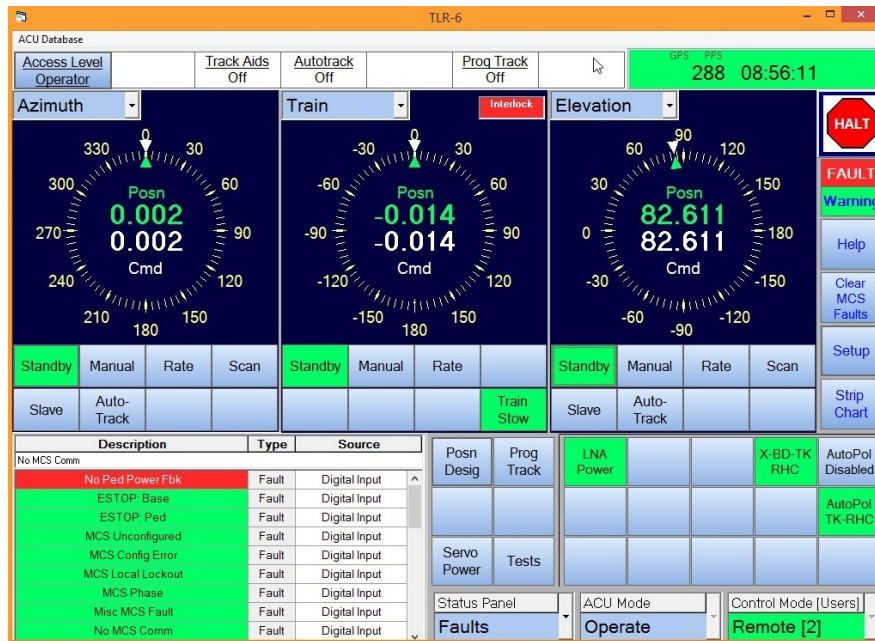 TLR-6
ACU Database
Access Level
Operator
Track Aids
Off
Autotrack
Off
Prog Track
Off
GPS PPS
288 08:56:11
Azimuth
Train
Interlock
Elevation
HALT
FAULT
Warning
Help
Clear
MCS
Faults
Setup
Strip
Chart
0
30
60
90
120
150
180
210
240
270
300
330
Posn
0.002
0.002
Cmd
0
30
60
90
120
150
180
-150
-120
-90
-60
-30
Posn
-0.014
-0.014
Cmd
90
120
150
180
-150
-120
-90
-60
-30
0
30
60
Posn
82.611
82.611
Cmd
Standby Manual Rate Scan
Slave Auto-
Track
Standby Manual Rate
Train
Stow
Standby Manual Rate Scan
Slave Auto-
Track
Description Type Source
No MCS Comm
No Ped Power Fbk Fault Digital Input
ESTOP: Base Fault Digital Input
ESTOP: Ped Fault Digital Input
MCS Unconfigured Fault Digital Input
MCS Config Error Fault Digital Input
MCS Local Lockout Fault Digital Input
MCS Phase Fault Digital Input
Misc MCS Fault Fault Digital Input
No MCS Comm Fault Digital Input
Posn
Desig
Prog
Track
Servo
Power
Tests
LNA
Power
X-BD-TK
RHC
AutoPol
Disabled
AutoPol
TK-RHC
Status Panel
Faults
ACU Mode
Operate
Control Mode [Users]
Remote [2]